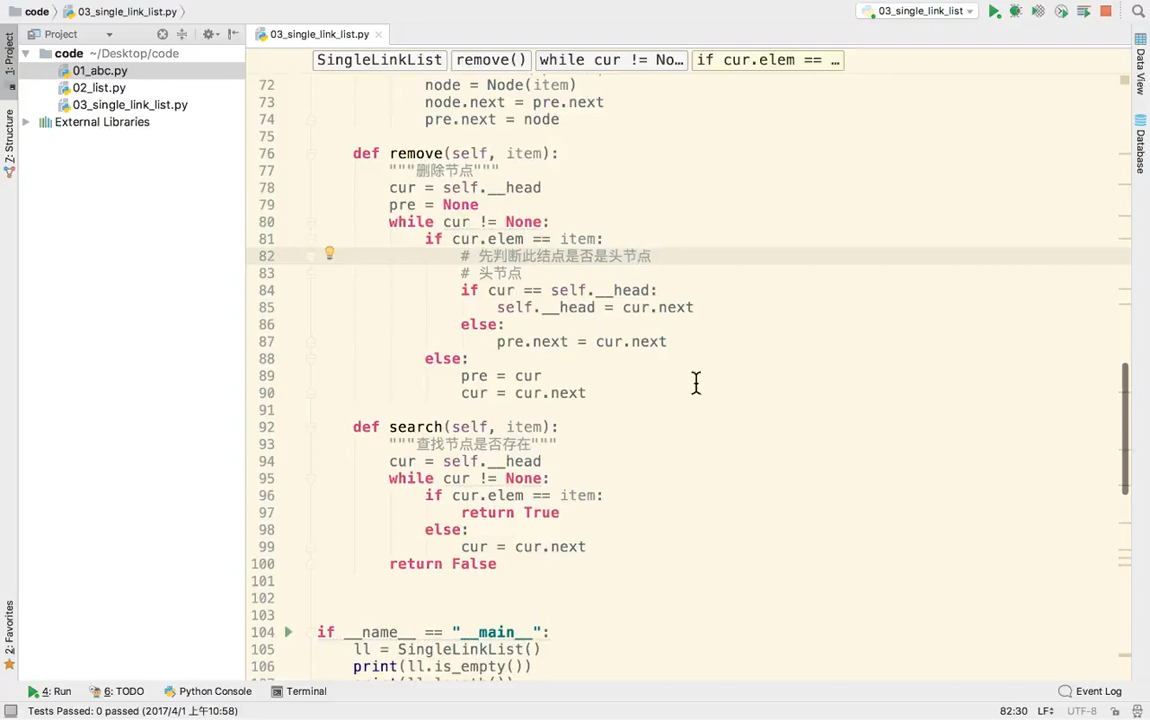 code 03_single_link_list.py 03_single_link_list
Project 03_single_link_list.py
SingleLinkList remove() while cur != No... if cur.elem == ...
code ~/Desktop/code
01_abc.py
02_list.py
03_single_link_list.py
External Libraries
1: Project
7: Structure
2: Favorites
Data View
Database
72 node = Node(item)
73 node.next = pre.next
74 pre.next = node
75
76 def remove(self, item):
77 """删除节点"""
78 cur = self.__head
79 pre = None
80 while cur != None:
81 if cur.elem == item:
82 # 先判断此结点是否是头节点
83 # 头节点
84 if cur == self.__head:
85 self.__head = cur.next
86 else:
87 pre.next = cur.next
88 else:
89 pre = cur
90 cur = cur.next
91
92 def search(self, item):
93 """查找节点是否存在"""
94 cur = self.__head
95 while cur != None:
96 if cur.elem == item:
97 return True
98 else:
99 cur = cur.next
100 return False
101
102
103
104 if __name__ == "__main__":
105 ll = SingleLinkList()
106 print(ll.is_empty())
4: Run 6: TODO Python Console Terminal Event Log
Tests Passed: 0 passed (2017/4/1 上午10:58) 82:30 LF UTF-8